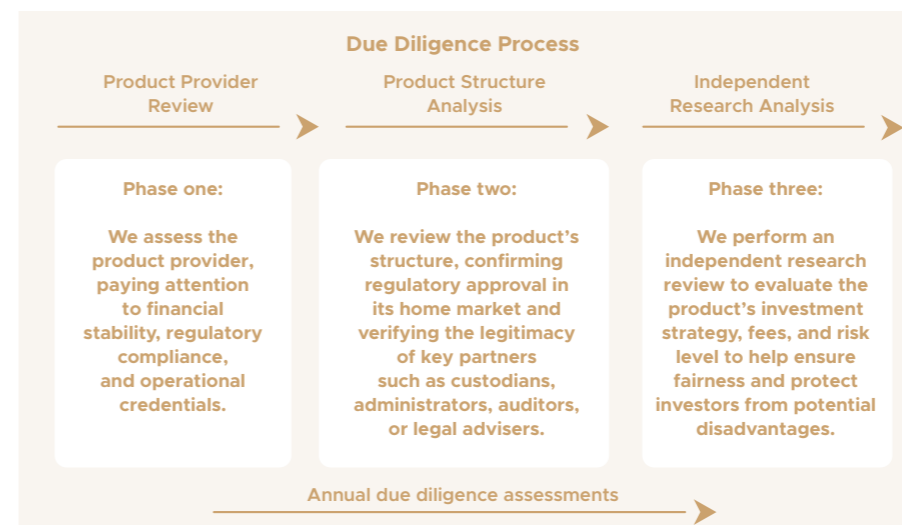 Due Diligence Process
Product Provider
Review
Product Structure
Analysis
Independent
Research Analysis
Phase one:
We assess the
product provider,
paying attention
to financial
stability, regulatory
compliance,
and operational
credentials.
Phase two:
We review the product’s
structure, confirming
regulatory approval in
its home market and
verifying the legitimacy
of key partners
such as custodians,
administrators, auditors,
or legal advisers.
Phase three:
We perform an
independent research
review to evaluate the
product’s investment
strategy, fees, and risk
level to help ensure
fairness and protect
investors from potential
disadvantages.
Annual due diligence assessments